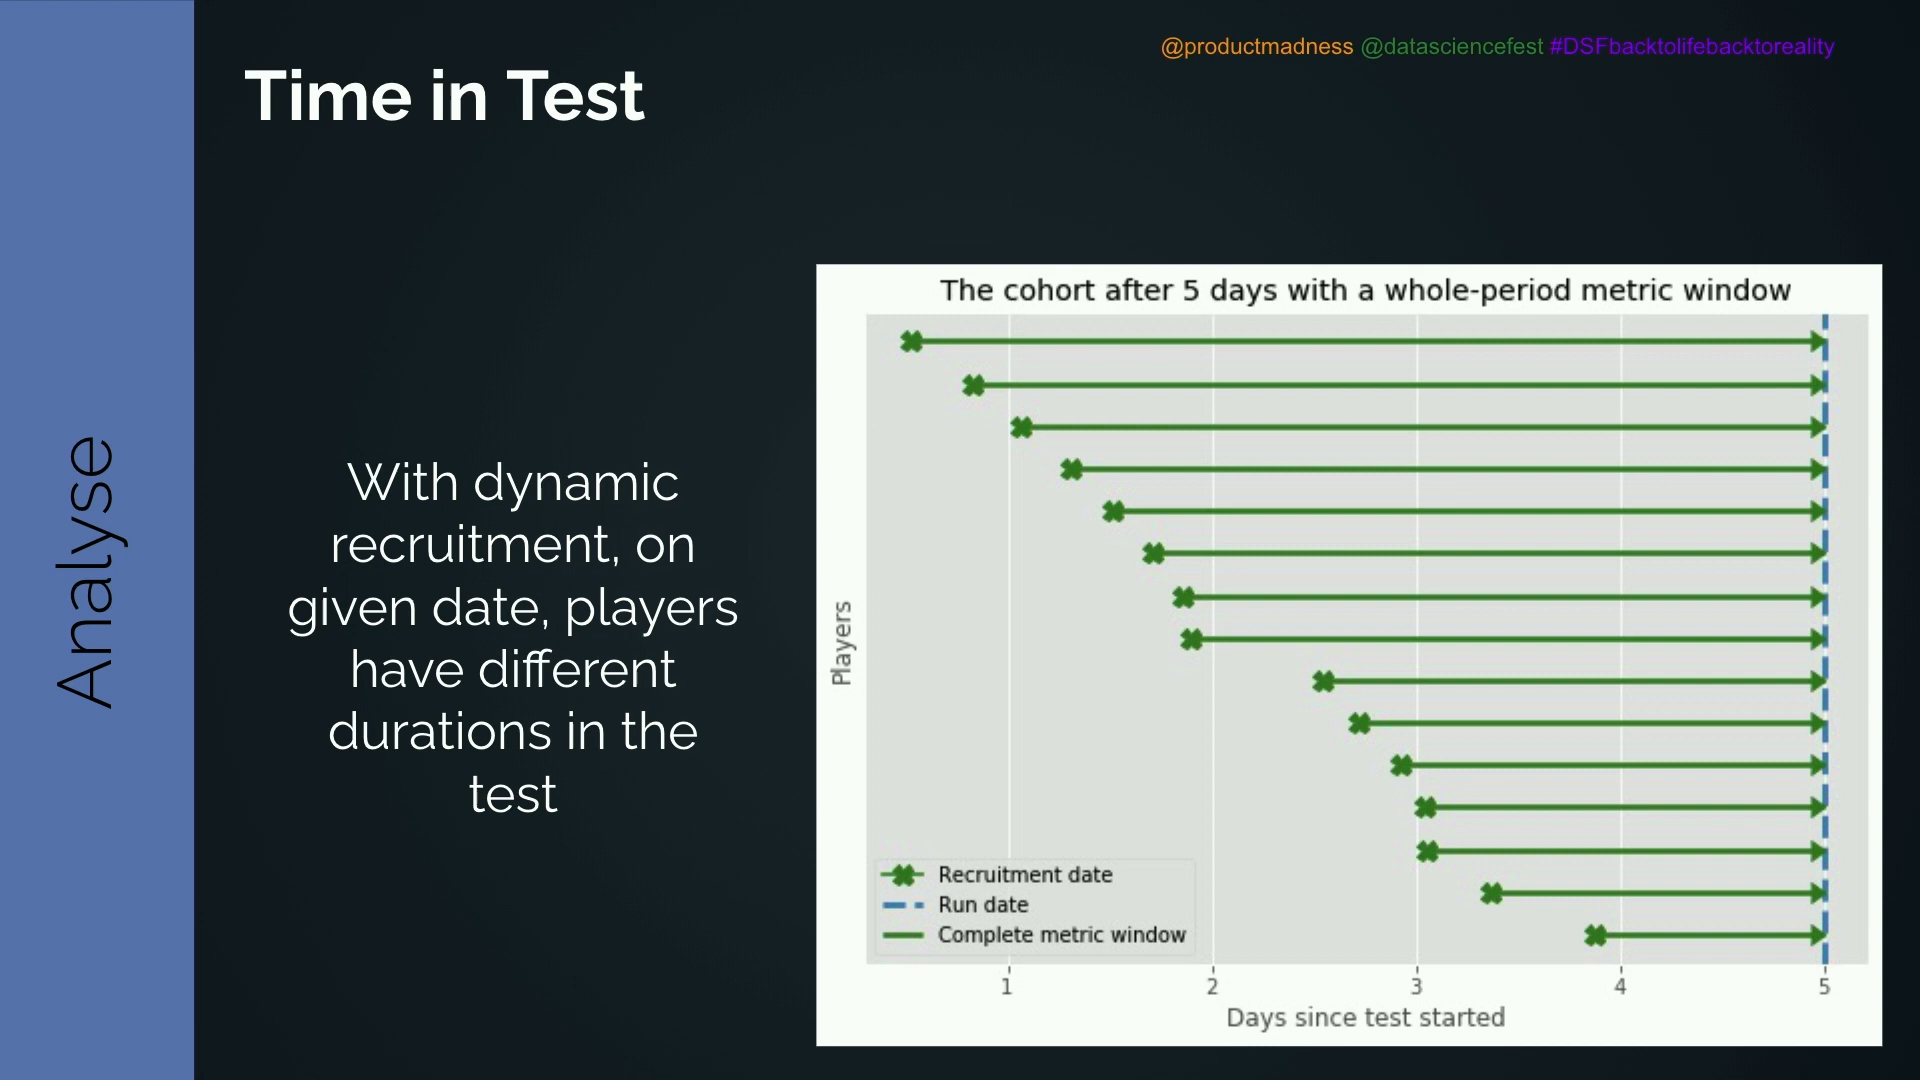 @productmadness @datasciencefest #DSFbacktolifebacktoreality
Time in Test
Analyse
With dynamic
recruitment, on
given date, players
have different
durations in the
test
The cohort after 5 days with a whole-period metric window
Players
Recruitment date
Run date
Complete metric window
1 2 3 4 5
Days since test started